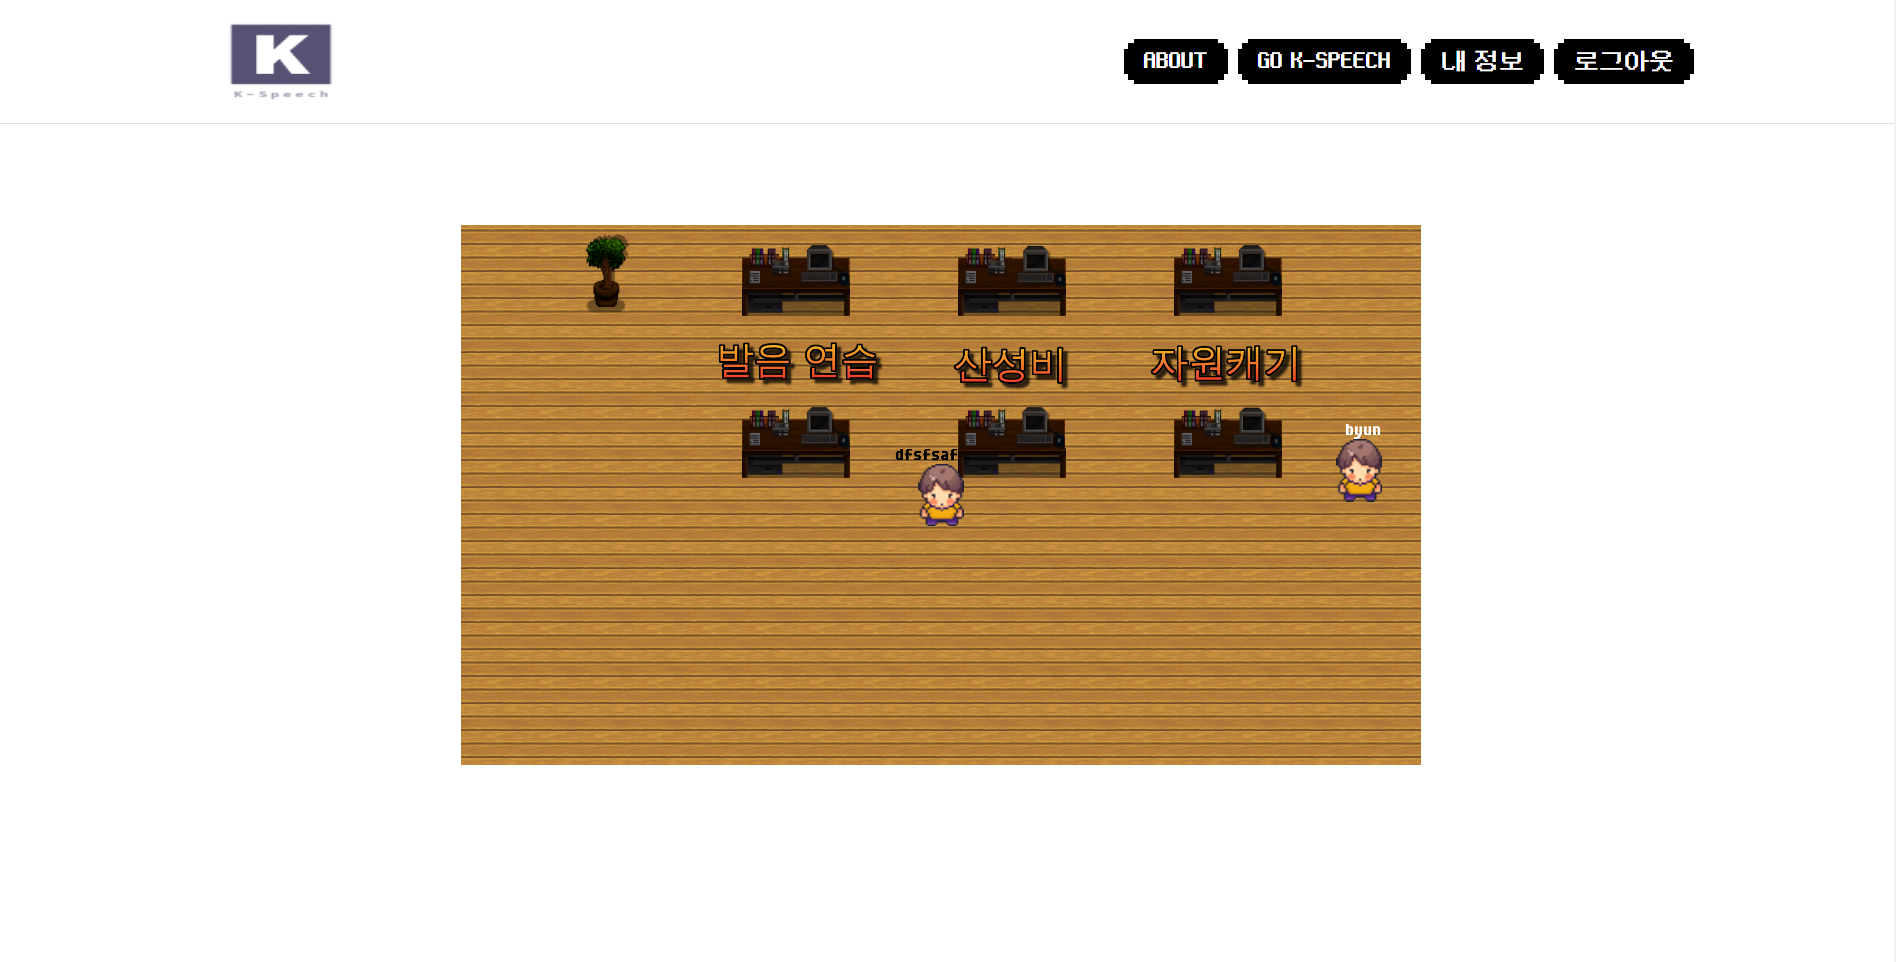 K
K-Speech
ABOUT
GO K-SPEECH
내 정보
로그아웃
발음 연습
산성비
자원캐기
byun
dfsfsaf